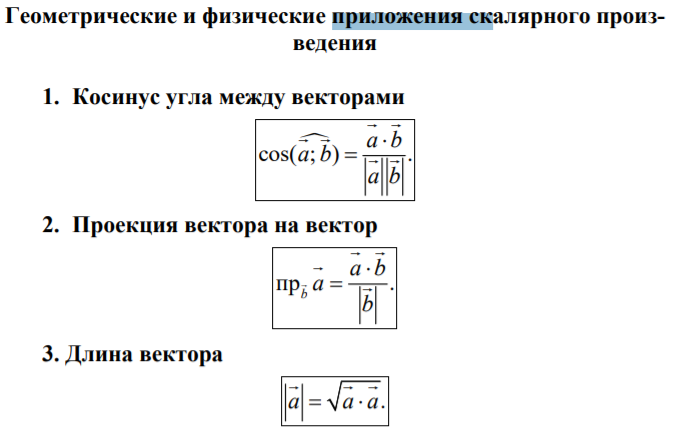 Геометрические и физические приложения скалярного произ-
ведения
1. Косинус угла между векторами
$\cos(\widehat{\vec{a};\vec{b}}) = \frac{\vec{a} \cdot \vec{b}}{|\vec{a}||\vec{b}|}.$
2. Проекция вектора на вектор
$\text{пр}_{\vec{b}} \vec{a} = \frac{\vec{a} \cdot \vec{b}}{|\vec{b}|}.$
3. Длина вектора
$|\vec{a}| = \sqrt{\vec{a} \cdot \vec{a}}.$